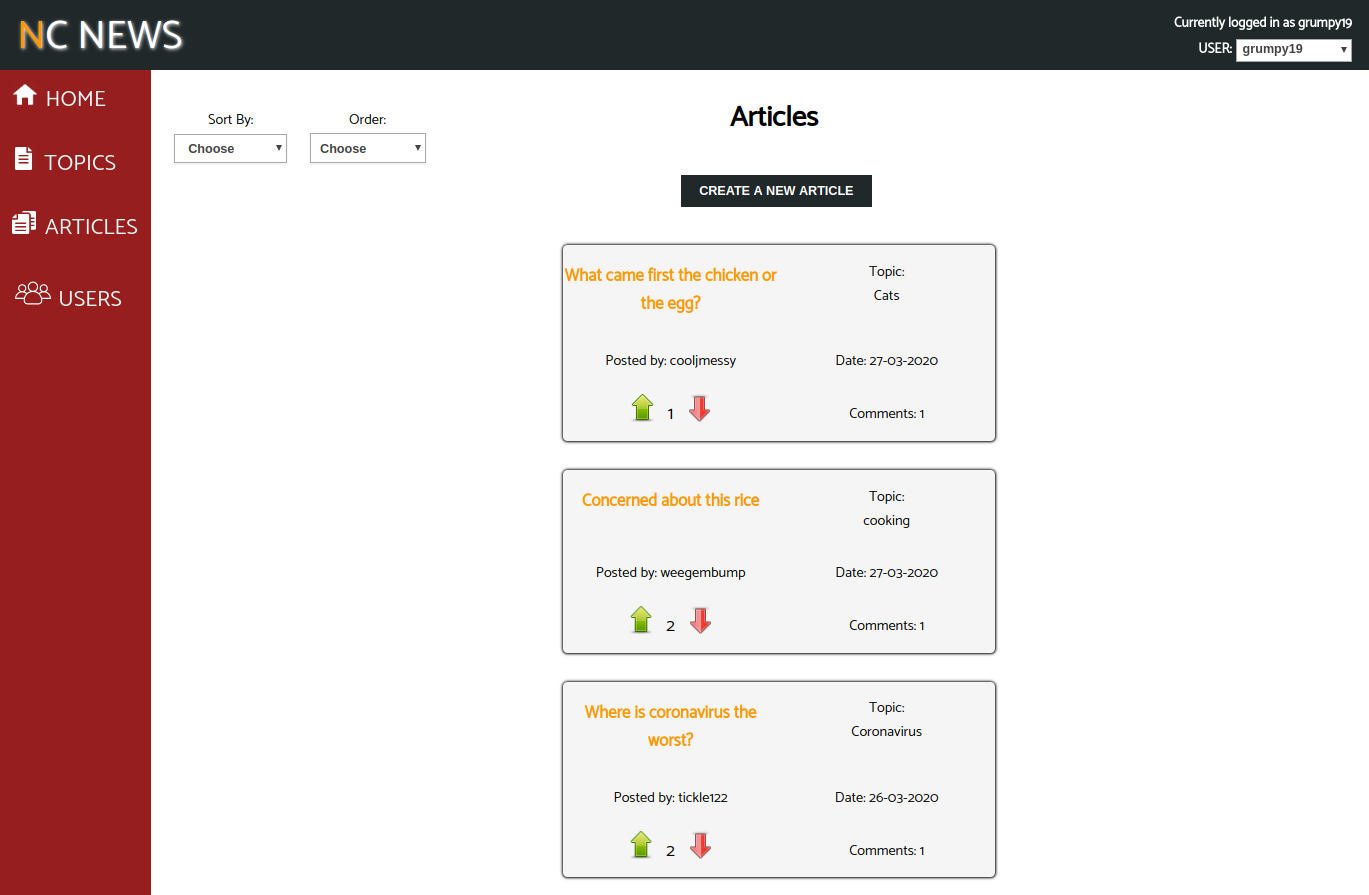 NC NEWS
Currently logged in as grumpy19
USER: grumpy19
HOME
TOPICS
ARTICLES
USERS
Sort By:
Choose
Order:
Choose
Articles
CREATE A NEW ARTICLE
What came first the chicken or
the egg?
Topic:
Cats
Posted by: cooljmessy
Date: 27-03-2020
1
Comments: 1
Concerned about this rice
Topic:
cooking
Posted by: weegembump
Date: 27-03-2020
2
Comments: 1
Where is coronavirus the
worst?
Topic:
Coronavirus
Posted by: tickle122
Date: 26-03-2020
2
Comments: 1